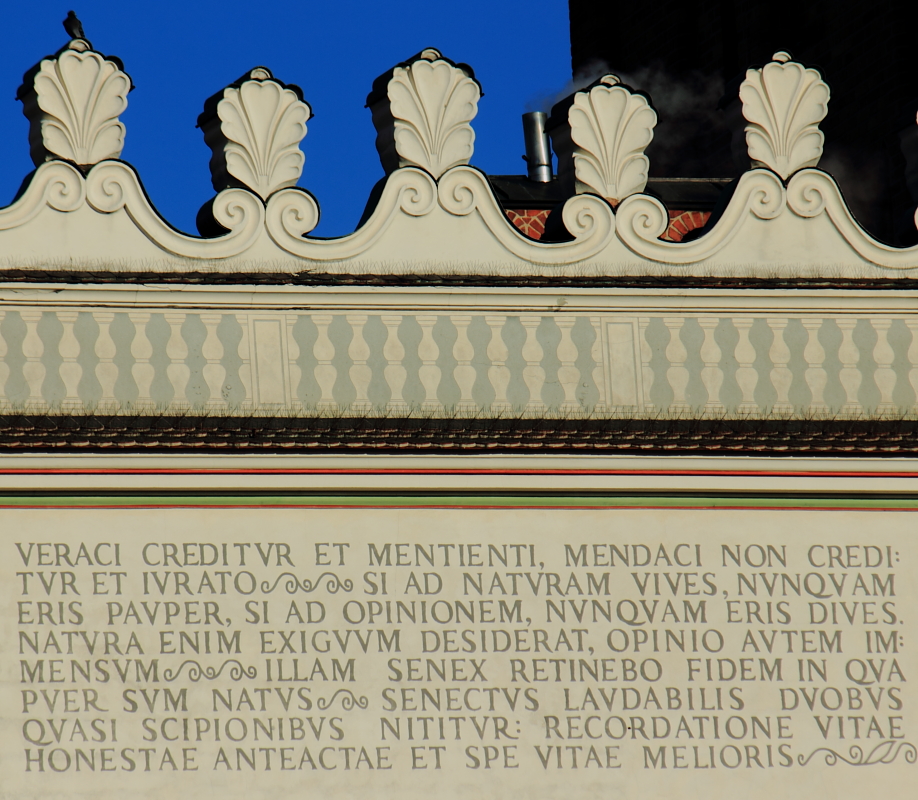 VERACI CREDITVR ET MENTIENTI, MENDACI NON CREDI:
TVR ET IVRATO SI AD NATVRAM VIVES, NVNQVAM
ERIS PAVPER, SI AD OPINIONEM, NVNQVAM ERIS DIVES.
NATVRA ENIM EXIGVVM DESIDERAT, OPINIO AVTEM IM:
MENSVM ILLAM SENEX RETINEBO FIDEM IN QVA
PVER SVM NATVS SENECTVS LAVDABILIS DVOBVS
QVASI SCIPIONIBVS NITITVR: RECORDATIONE VITAE
HONESTAE ANTEACTAE ET SPE VITAE MELIORIS